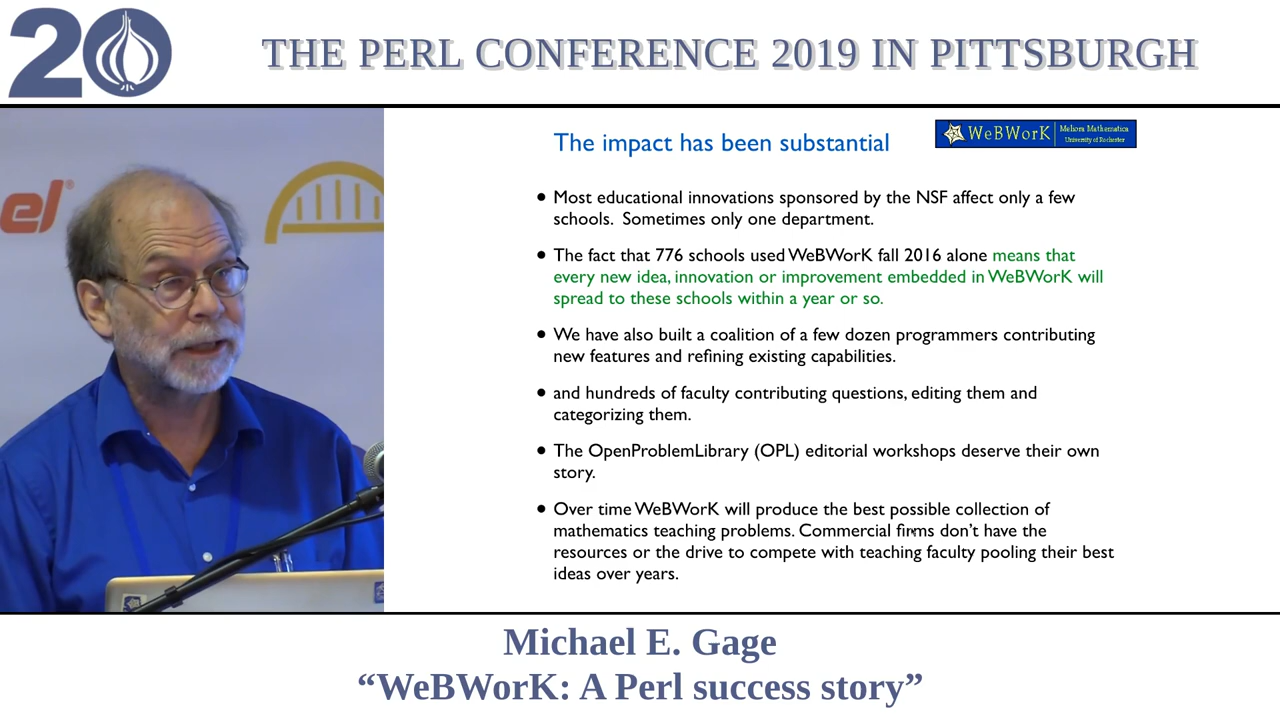 20
THE PERL CONFERENCE 2019 IN PITTSBURGH
el®
The impact has been substantial
WeBWorK
Meliora Mathematica
University of Rochester
• Most educational innovations sponsored by the NSF affect only a few
schools. Sometimes only one department.
• The fact that 776 schools used WeBWorK fall 2016 alone means that
every new idea, innovation or improvement embedded in WeBWorK will
spread to these schools within a year or so.
• We have also built a coalition of a few dozen programmers contributing
new features and refining existing capabilities.
• and hundreds of faculty contributing questions, editing them and
categorizing them.
• The OpenProblemLibrary (OPL) editorial workshops deserve their own
story.
• Over time WeBWorK will produce the best possible collection of
mathematics teaching problems. Commercial firms don’t have the
resources or the drive to compete with teaching faculty pooling their best
ideas over years.
Michael E. Gage
“WeBWorK: A Perl success story”